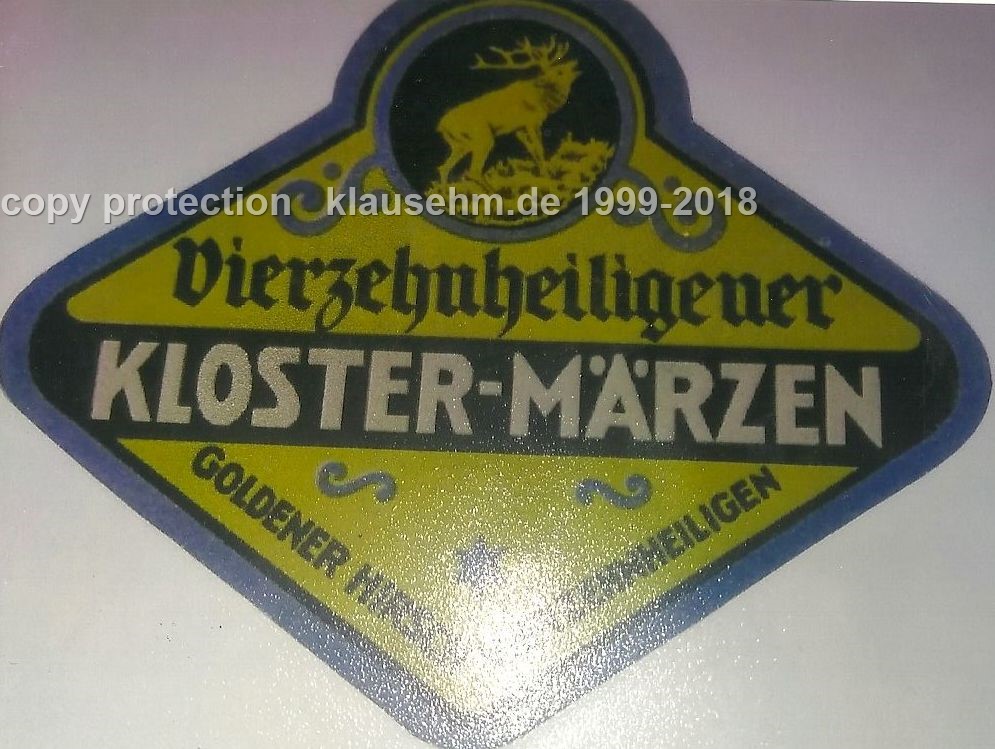 copy protection klausehm.de 1999-2018
Vierzehnheiligener
KLOSTER-MÄRZEN
GOLDENER